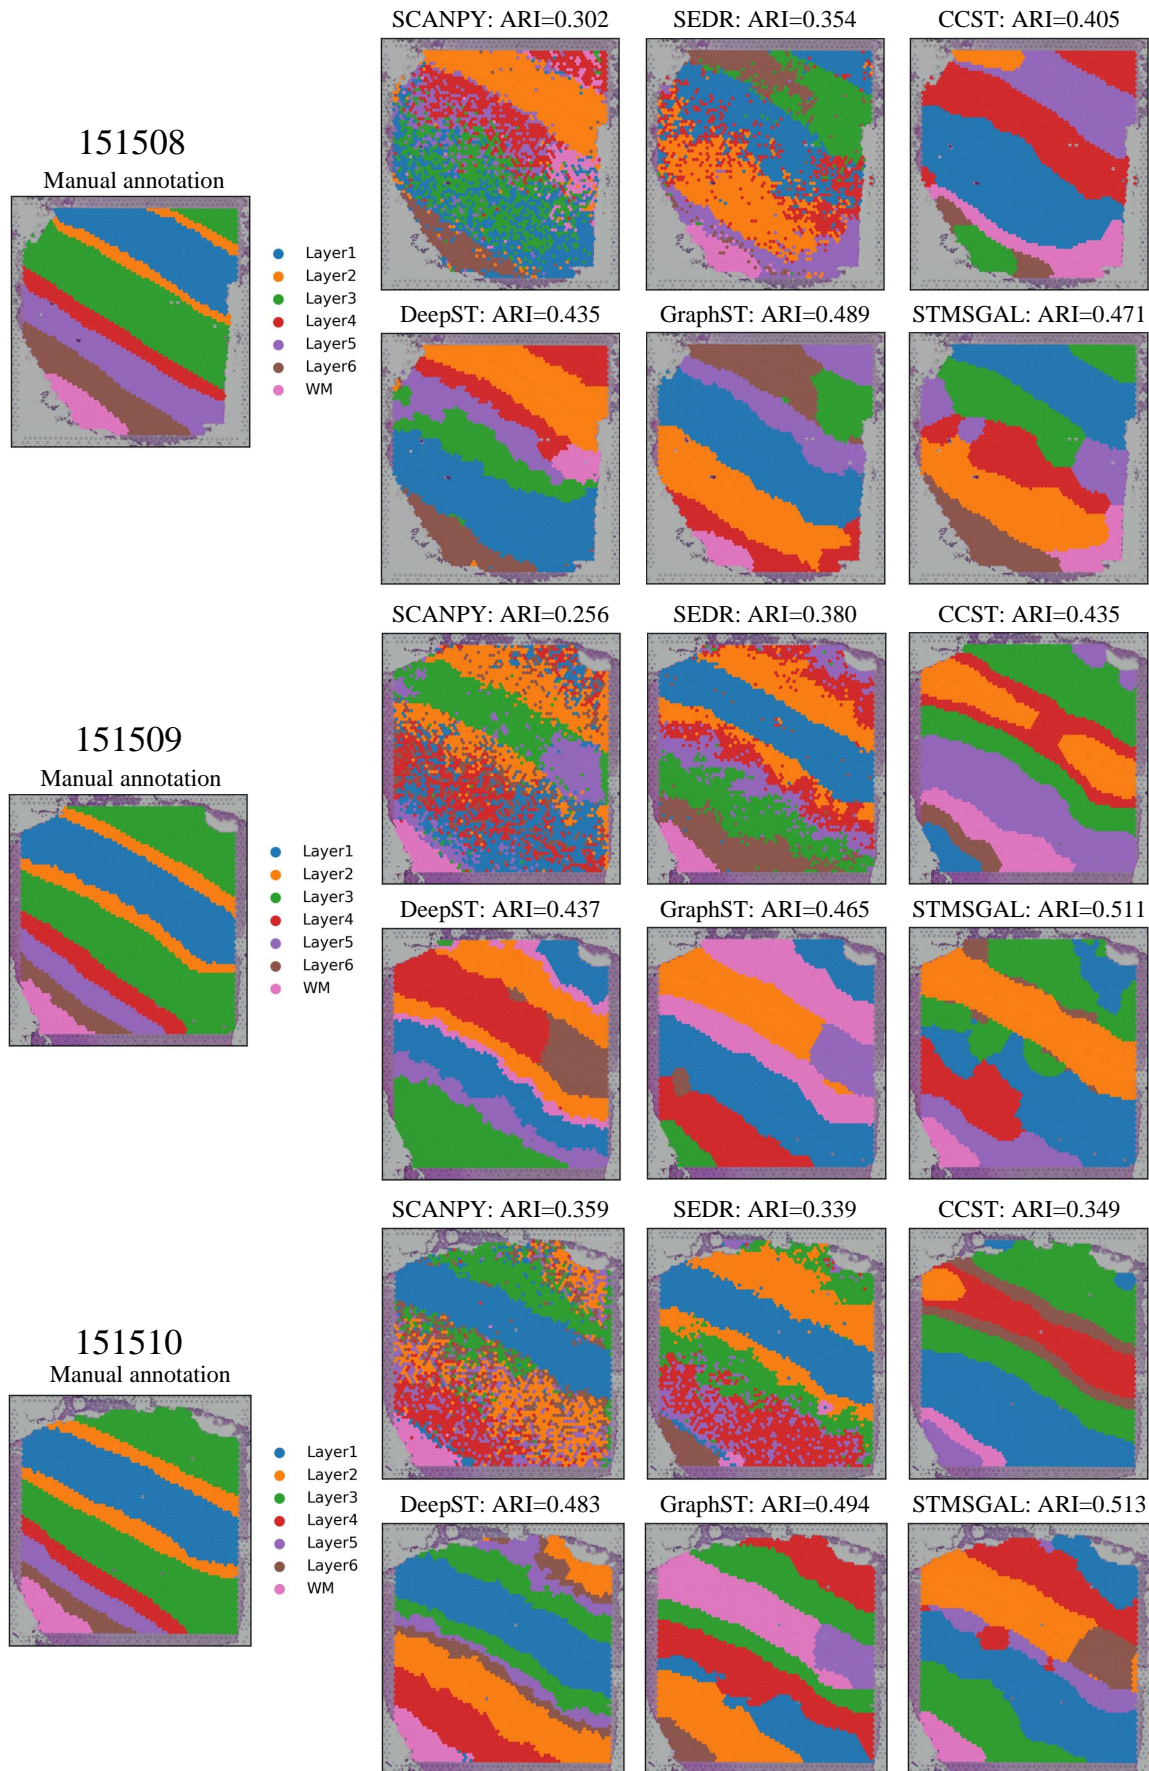 SCANPY: ARI=0.302
SEDR: ARI=0.354
CCST: ARI=0.405
151508
Manual annotation
Layer1
Layer2
Layer3
Layer4
Layer5
Layer6
WM
DeepST: ARI=0.435
GraphST: ARI=0.489
STMSGAL: ARI=0.471
SCANPY: ARI=0.256
SEDR: ARI=0.380
CCST: ARI=0.435
151509
Manual annotation
Layer1
Layer2
Layer3
Layer4
Layer5
Layer6
WM
DeepST: ARI=0.437
GraphST: ARI=0.465
STMSGAL: ARI=0.511
SCANPY: ARI=0.359
SEDR: ARI=0.339
CCST: ARI=0.349
151510
Manual annotation
Layer1
Layer2
Layer3
Layer4
Layer5
Layer6
WM
DeepST: ARI=0.483
GraphST: ARI=0.494
STMSGAL: ARI=0.513